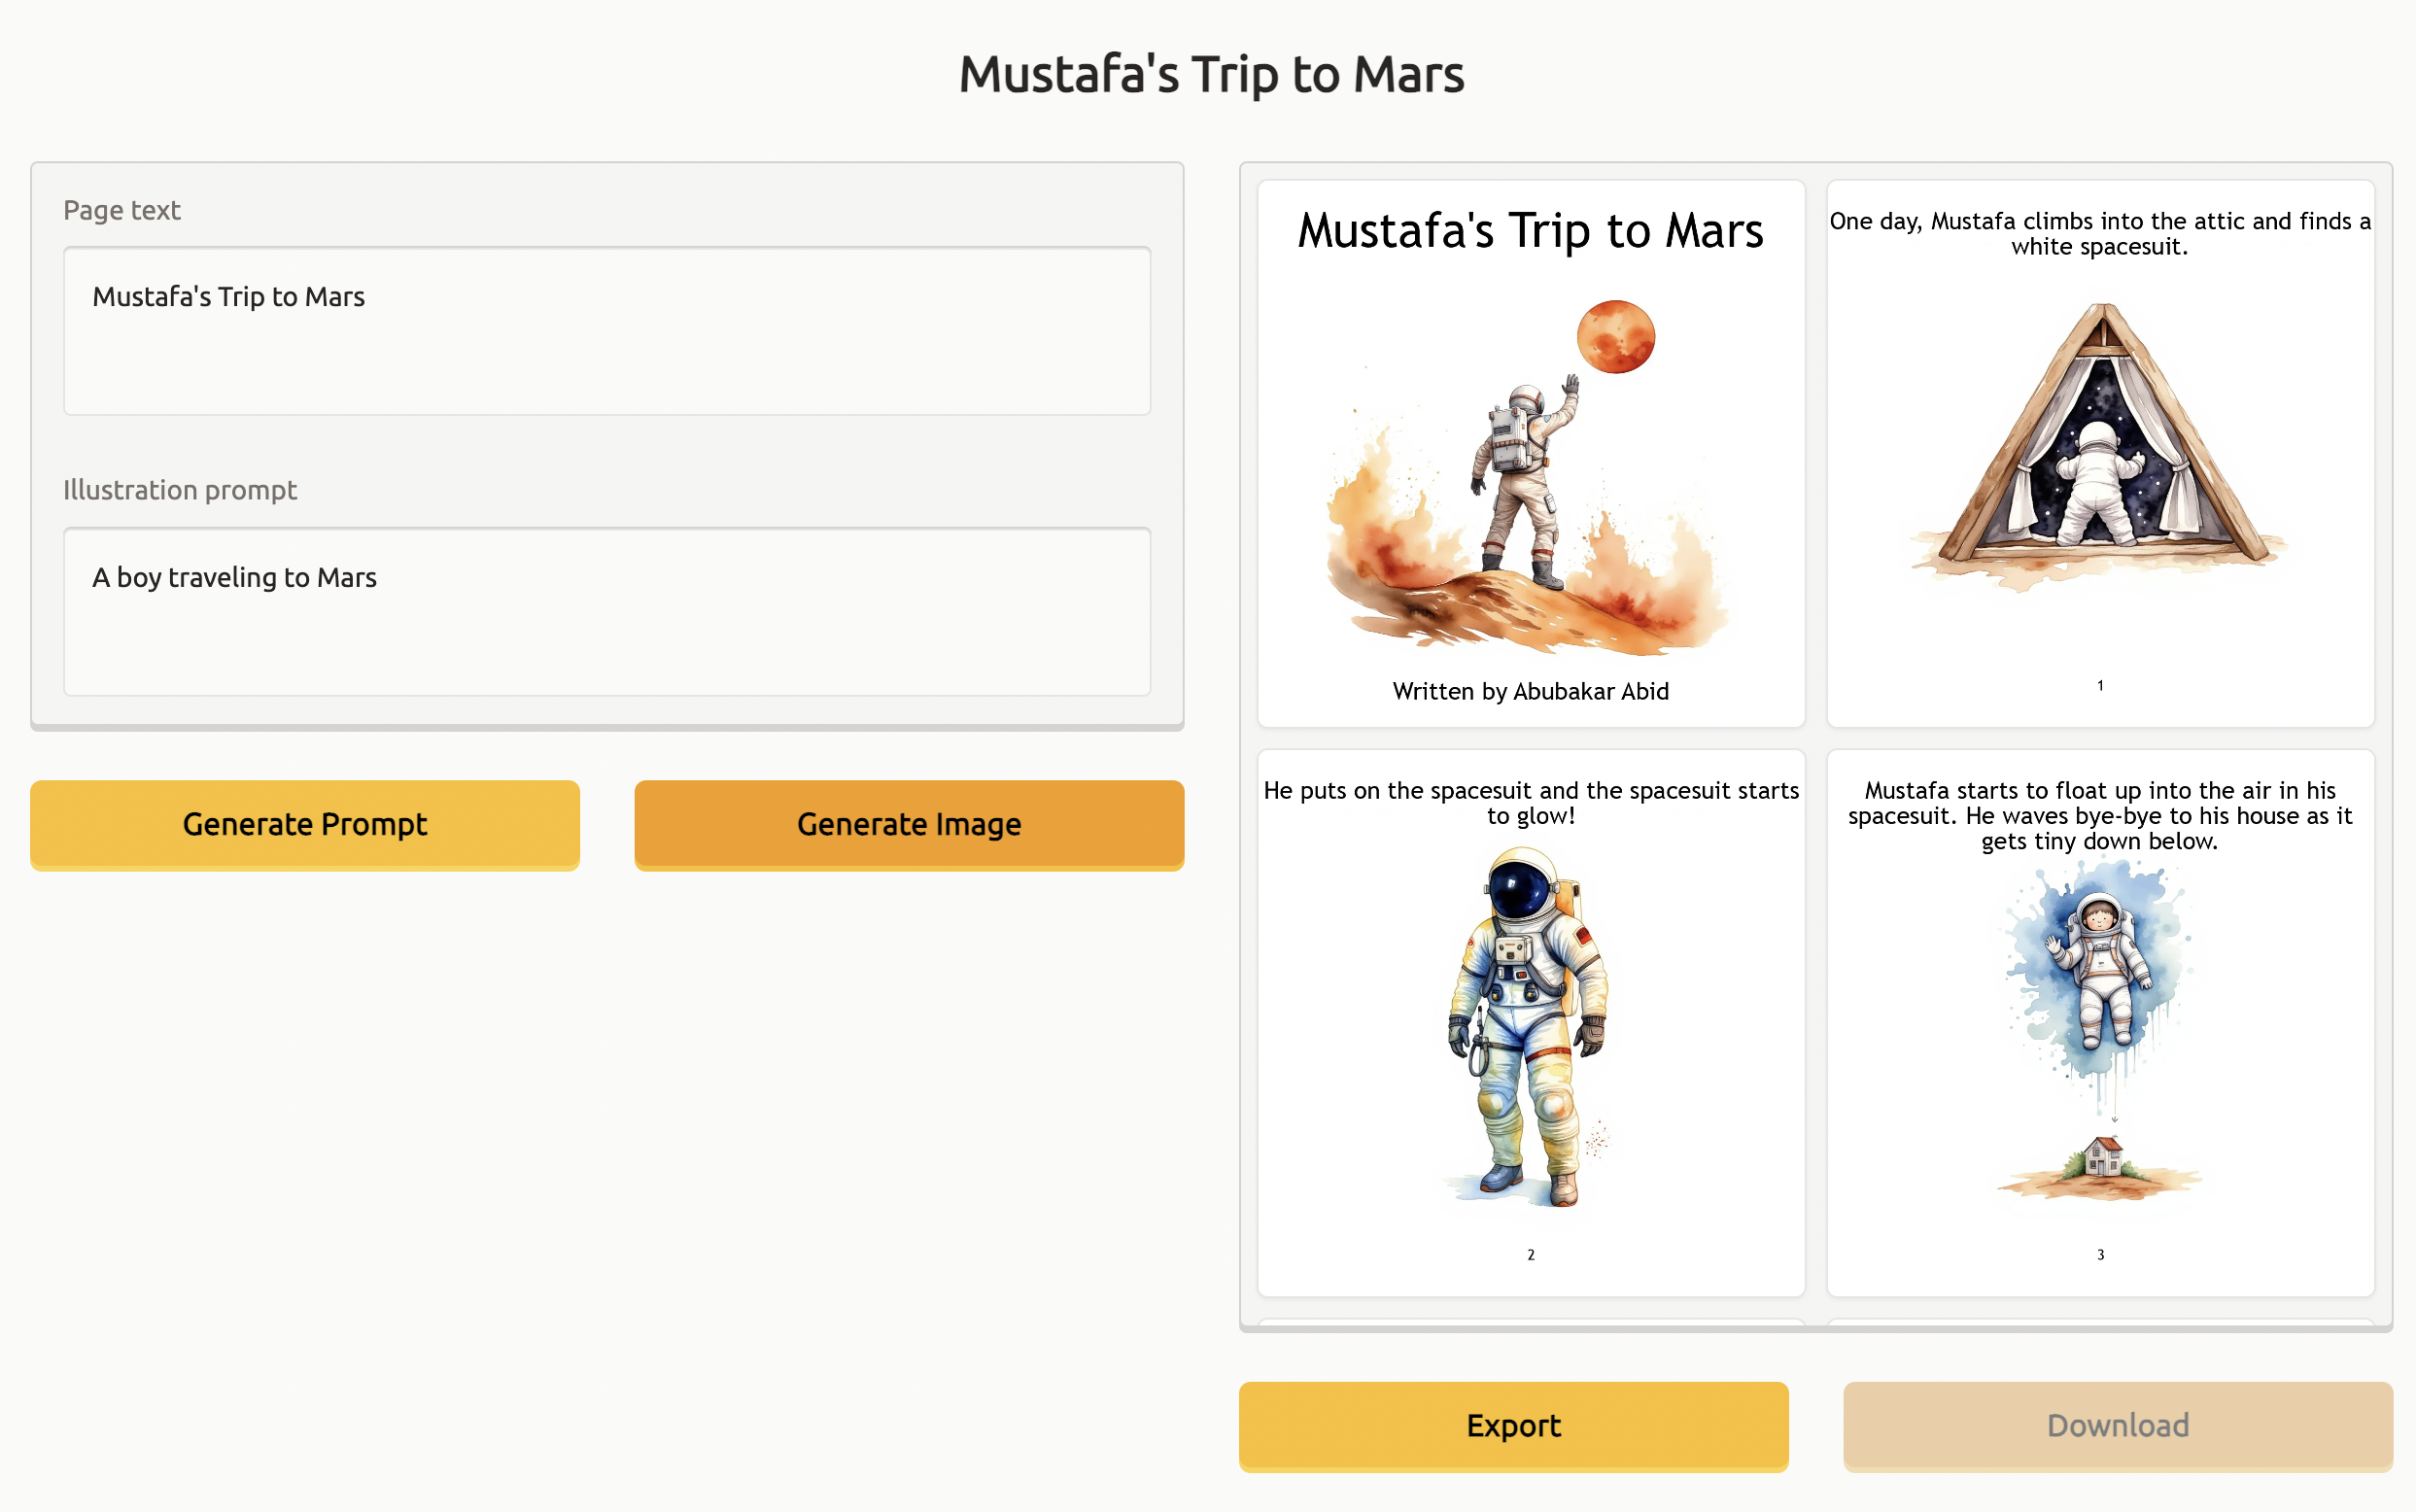 Mustafa's Trip to Mars
Page text
Mustafa's Trip to Mars
Illustration prompt
A boy traveling to Mars
Generate Prompt
Generate Image
Mustafa's Trip to Mars
Written by Abubakar Abid
One day, Mustafa climbs into the attic and finds a
white spacesuit.
1
He puts on the spacesuit and the spacesuit starts
to glow!
2
Mustafa starts to float up into the air in his
spacesuit. He waves bye-bye to his house as it
gets tiny down below.
3
Export
Download